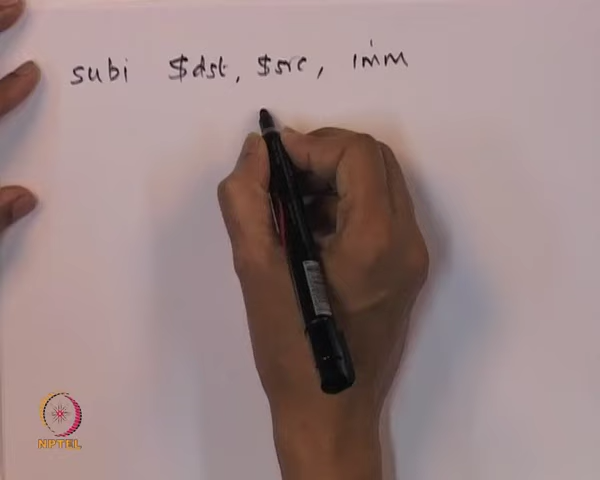 subi $dst, $src, imm
NPTEL